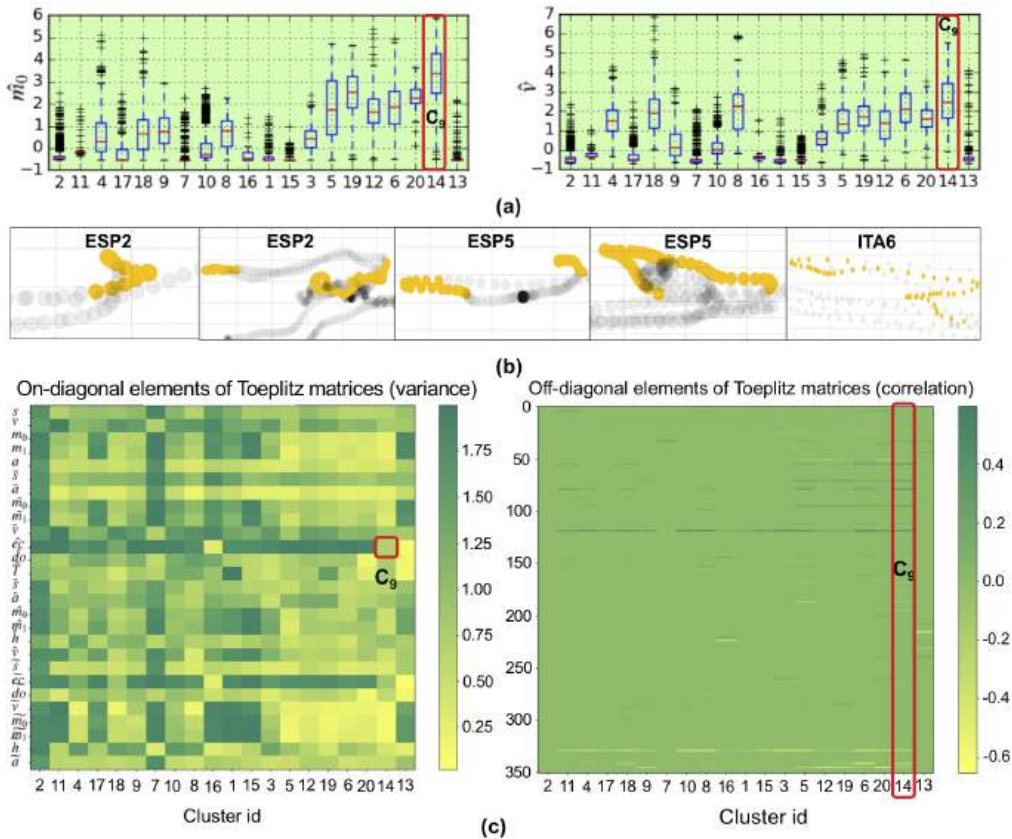 6
5
4
3
2
1
0
−1
m̂₀
C₉
2 11 4 17 18 9 7 10 8 16 1 15 3 5 19 12 6 20 14 13
7
6
5
4
3
2
1
0
−1
v̂
C₉
2 11 4 17 18 9 7 10 8 16 1 15 3 5 19 12 6 20 14 13
(a)
ESP2 ESP2 ESP5 ESP5 ITA6
(b)
On-diagonal elements of Toeplitz matrices (variance)
s
v
m₀
m₁
a
C₉
1.75
1.50
1.25
1.00
0.75
0.50
0.25
2 11 4 17 18 9 7 10 8 16 1 15 3 5 12 19 6 20 14 13
Cluster id
Off-diagonal elements of Toeplitz matrices (correlation)
0
50
100
150
200
250
300
350
C₉
0.4
0.2
0.0
−0.2
−0.4
−0.6
2 11 4 17 18 9 7 10 8 16 1 15 3 5 12 19 6 20 14 13
Cluster id
(c)